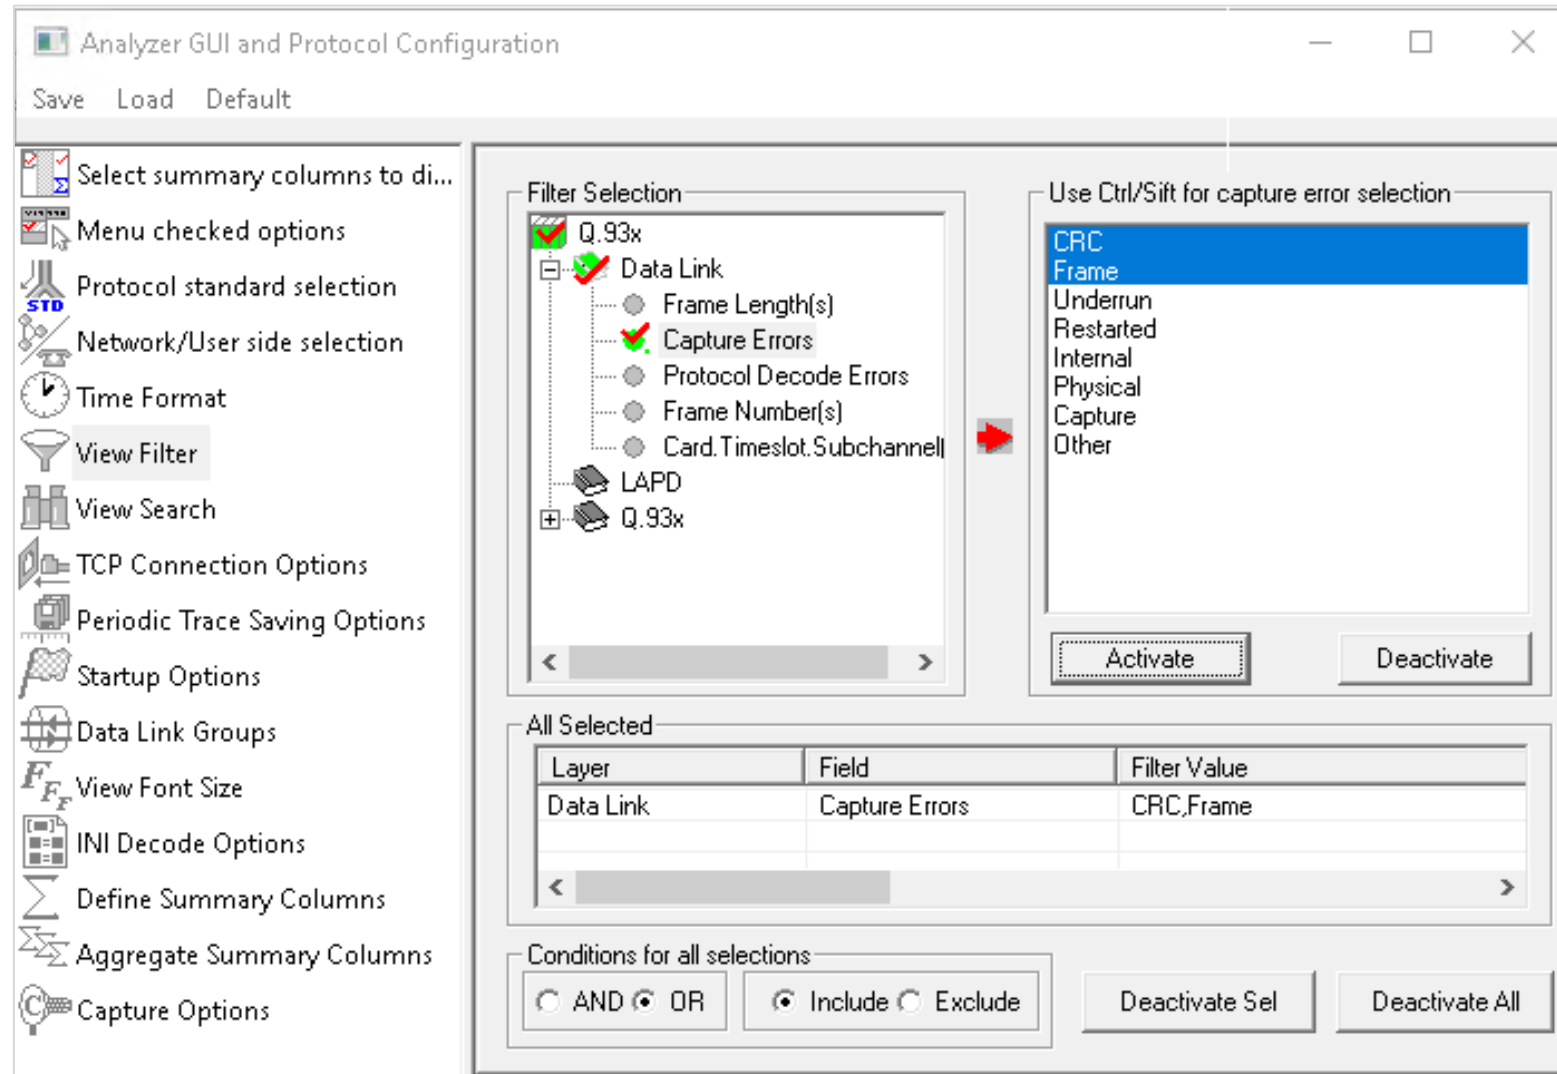 Analyzer GUI and Protocol Configuration
Save Load Default
Select summary columns to di...
Menu checked options
Protocol standard selection
STD
Network/User side selection
Time Format
View Filter
View Search
TCP Connection Options
Periodic Trace Saving Options
Startup Options
Data Link Groups
View Font Size
INI Decode Options
Define Summary Columns
Aggregate Summary Columns
Capture Options
Filter Selection
Q.93x
Data Link
Frame Length(s)
Capture Errors
Protocol Decode Errors
Frame Number(s)
Card.Timeslot.Subchannel(
LAPD
Q.93x
Use Ctrl/Sift for capture error selection
CRC
Frame
Underrun
Restarted
Internal
Physical
Capture
Other
Activate Deactivate
All Selected
Layer Field Filter Value
Data Link Capture Errors CRC,Frame
Conditions for all selections
AND OR Include Exclude Deactivate Sel Deactivate All